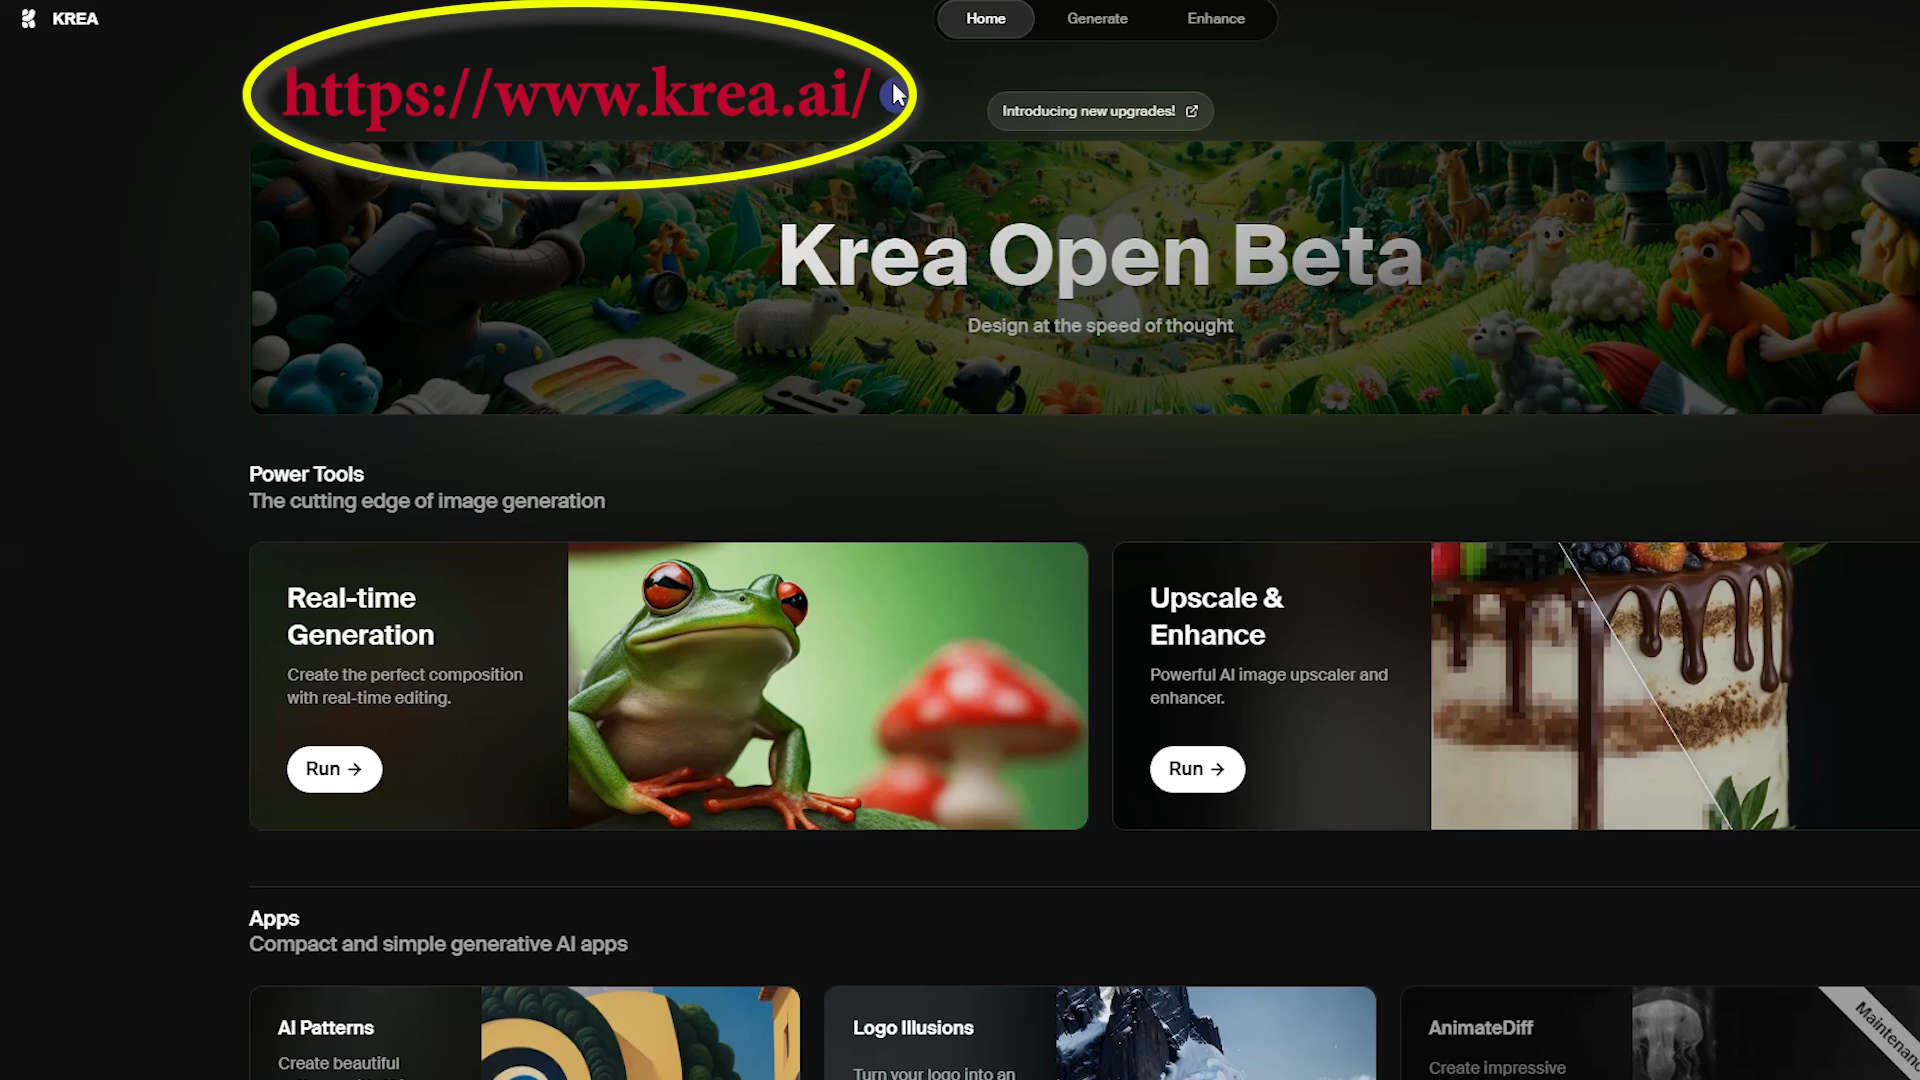 KREA
Home
Generate
Enhance
https://www.krea.ai/
Introducing new upgrades!
Krea Open Beta
Design at the speed of thought
Power Tools
The cutting edge of image generation
Real-time
Generation
Create the perfect composition
with real-time editing.
Run →
Upscale &
Enhance
Powerful AI image upscaler and
enhancer.
Run →
Apps
Compact and simple generative AI apps
AI Patterns
Create beautiful
Logo Illusions
Turn your logo into an
AnimateDiff
Create impressive